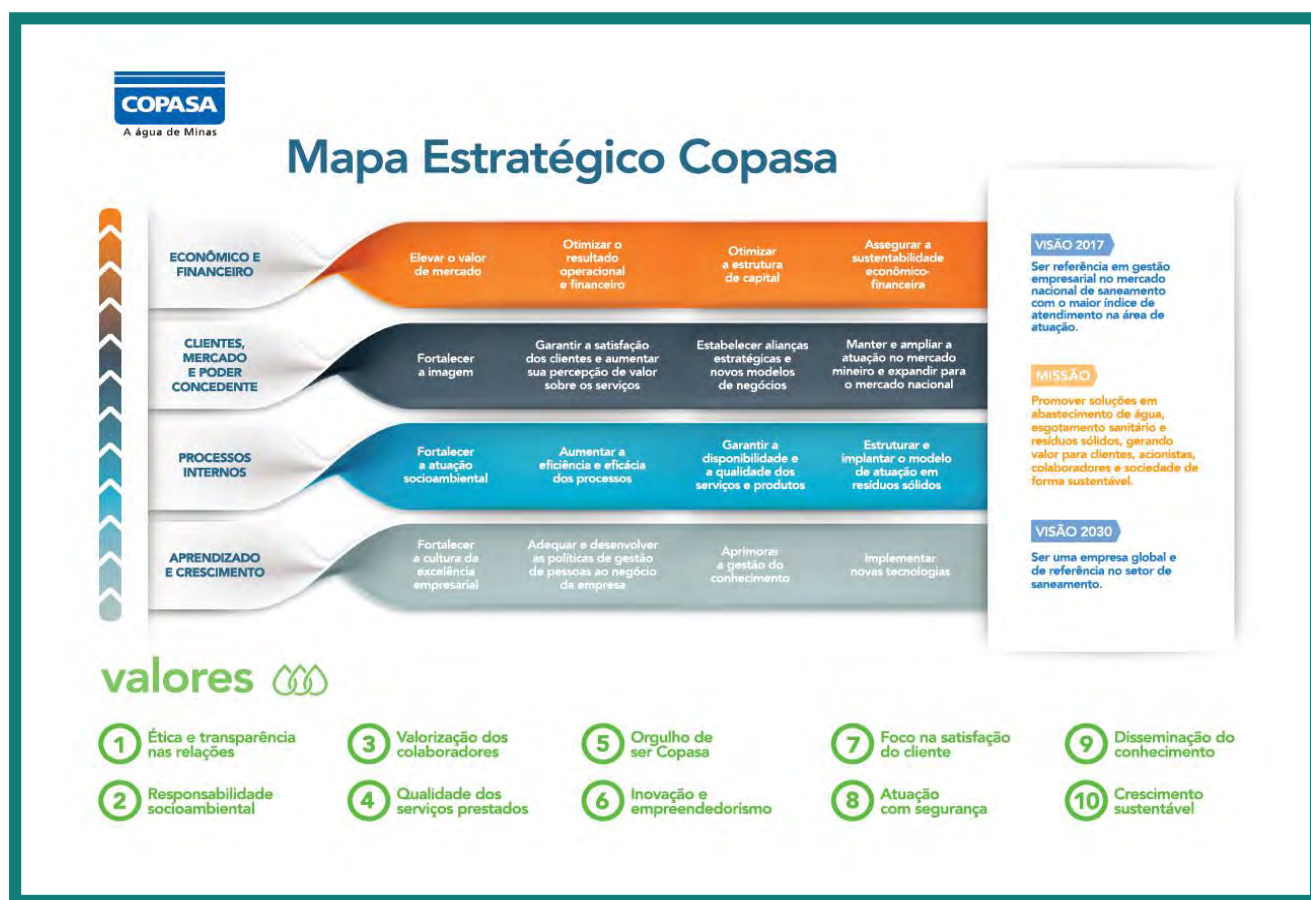 COPASA
A água de Minas
Mapa Estratégico Copasa
ECONÔMICO E
FINANCEIRO
Elevar o valor
de mercado
Otimizar o
resultado
operacional
e financeiro
Otimizar
a estrutura
de capital
Assegurar a
sustentabilidade
econômico-
financeira
CLIENTES,
MERCADO
E PODER
CONCEDENTE
Fortalecer
a imagem
Garantir a satisfação
dos clientes e aumentar
sua percepção de valor
sobre os serviços
Estabelecer alianças
estratégicas e
novos modelos
de negócios
Manter e ampliar a
atuação no mercado
mineiro e expandir para
o mercado nacional
PROCESSOS
INTERNOS
Fortalecer
a atuação
socioambiental
Aumentar a
eficiência e eficácia
dos processos
Garantir a
disponibilidade e
a qualidade dos
serviços e produtos
Estruturar e
implantar o modelo
de atuação em
resíduos sólidos
APRENDIZADO
E CRESCIMENTO
Fortalecer
a cultura da
excelência
empresarial
Adequar e desenvolver
as políticas de gestão
de pessoas ao negócio
da empresa
Aprimorar
a gestão do
conhecimento
Implementar
novas tecnologias
VISÃO 2017
Ser referência em gestão
empresarial no mercado
nacional de saneamento
com o maior índice de
atendimento na área de
atuação.
MISSÃO
Promover soluções em
abastecimento de água,
esgotamento sanitário e
resíduos sólidos, gerando
valor para clientes, acionistas,
colaboradores e sociedade de
forma sustentável.
VISÃO 2030
Ser uma empresa global e
de referência no setor de
saneamento.
valores
1 Ética e transparência
nas relações
2 Responsabilidade
socioambiental
3 Valorização dos
colaboradores
4 Qualidade dos
serviços prestados
5 Orgulho de
ser Copasa
6 Inovação e
empreendedorismo
7 Foco na satisfação
do cliente
8 Atuação
com segurança
9 Disseminação do
conhecimento
10 Crescimento
sustentável